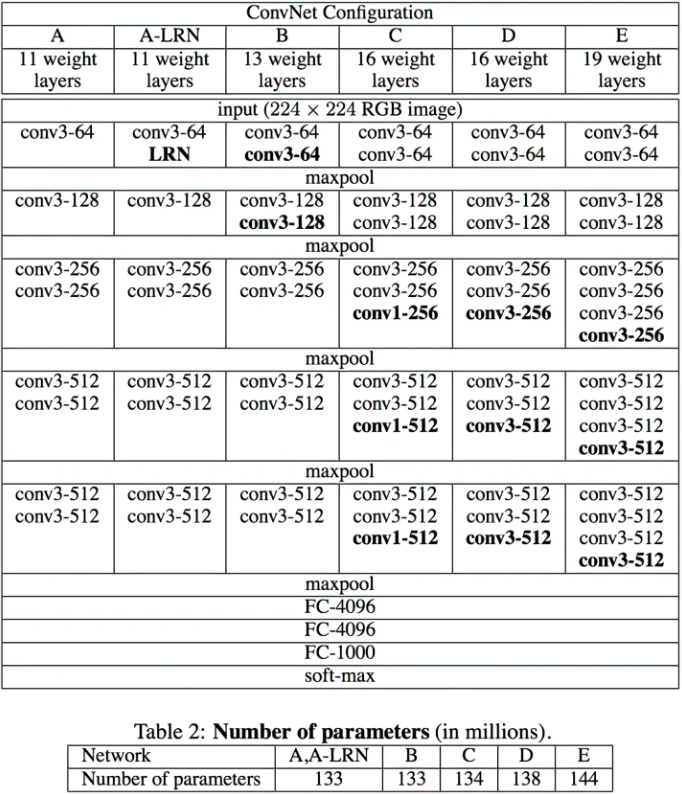 ConvNet Configuration
A A-LRN B C D E
11 weight 11 weight 13 weight 16 weight 16 weight 19 weight
layers layers layers layers layers layers
input (224 × 224 RGB image)
conv3-64 conv3-64 conv3-64 conv3-64 conv3-64 conv3-64
LRN conv3-64 conv3-64 conv3-64 conv3-64
maxpool
conv3-128 conv3-128 conv3-128 conv3-128 conv3-128 conv3-128
conv3-128 conv3-128 conv3-128 conv3-128
maxpool
conv3-256 conv3-256 conv3-256 conv3-256 conv3-256 conv3-256
conv3-256 conv3-256 conv3-256 conv3-256 conv3-256 conv3-256
conv1-256 conv3-256 conv3-256
conv3-256
maxpool
conv3-512 conv3-512 conv3-512 conv3-512 conv3-512 conv3-512
conv3-512 conv3-512 conv3-512 conv3-512 conv3-512 conv3-512
conv1-512 conv3-512 conv3-512
conv3-512
maxpool
conv3-512 conv3-512 conv3-512 conv3-512 conv3-512 conv3-512
conv3-512 conv3-512 conv3-512 conv3-512 conv3-512 conv3-512
conv1-512 conv3-512 conv3-512
conv3-512
maxpool
FC-4096
FC-4096
FC-1000
soft-max
Table 2: Number of parameters (in millions).
Network A,A-LRN B C D E
Number of parameters 133 133 134 138 144